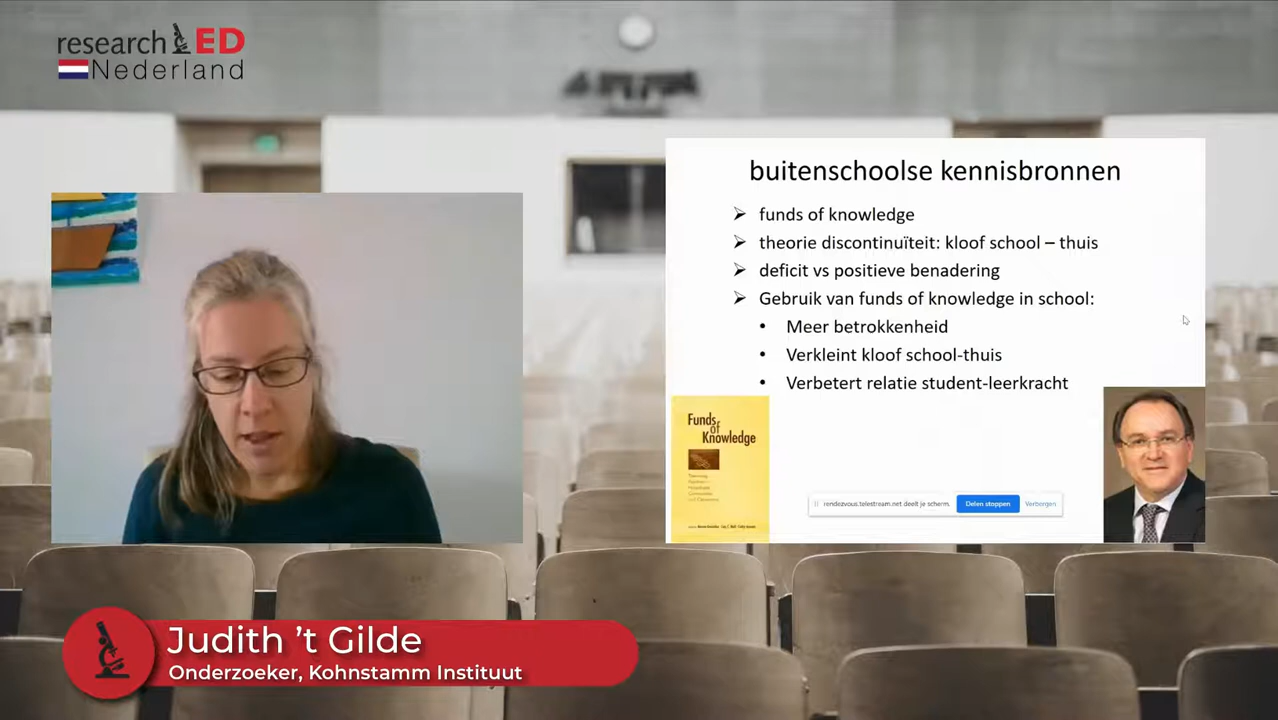 researchED
Nederland
buitenschoolse kennisbronnen
funds of knowledge
theorie discontinuïteit: kloof school – thuis
deficit vs positieve benadering
Gebruik van funds of knowledge in school:
Meer betrokkenheid
Verkleint kloof school-thuis
Verbetert relatie student-leerkracht
Funds
of
Knowledge
rendezvous.telestream.net deelt je scherm.
Delen stoppen
Verbergen
Judith ’t Gilde
Onderzoeker, Kohnstamm Instituut